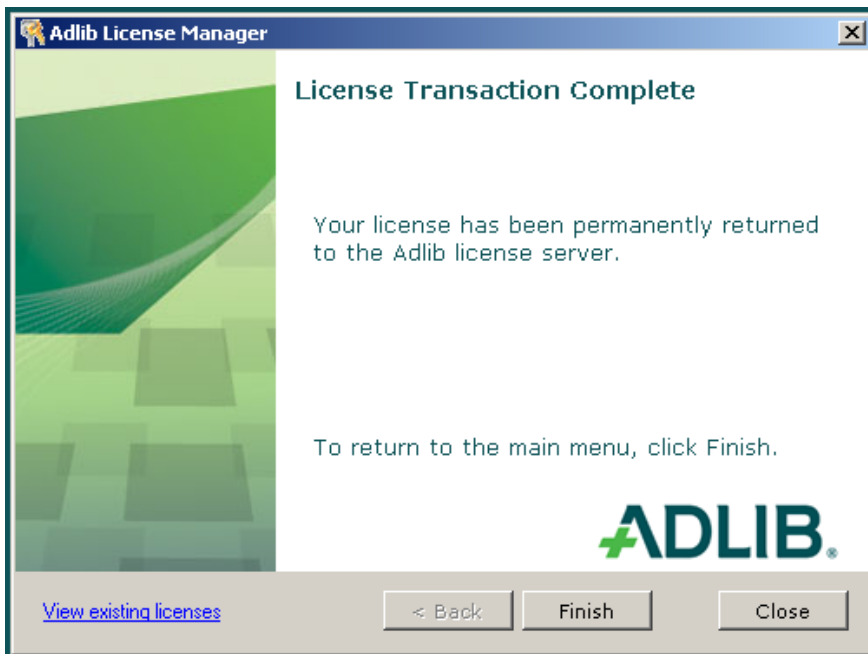 Adlib License Manager
License Transaction Complete
Your license has been permanently returned
to the Adlib license server.
To return to the main menu, click Finish.
ADLIB®
View existing licenses
< Back
Finish
Close